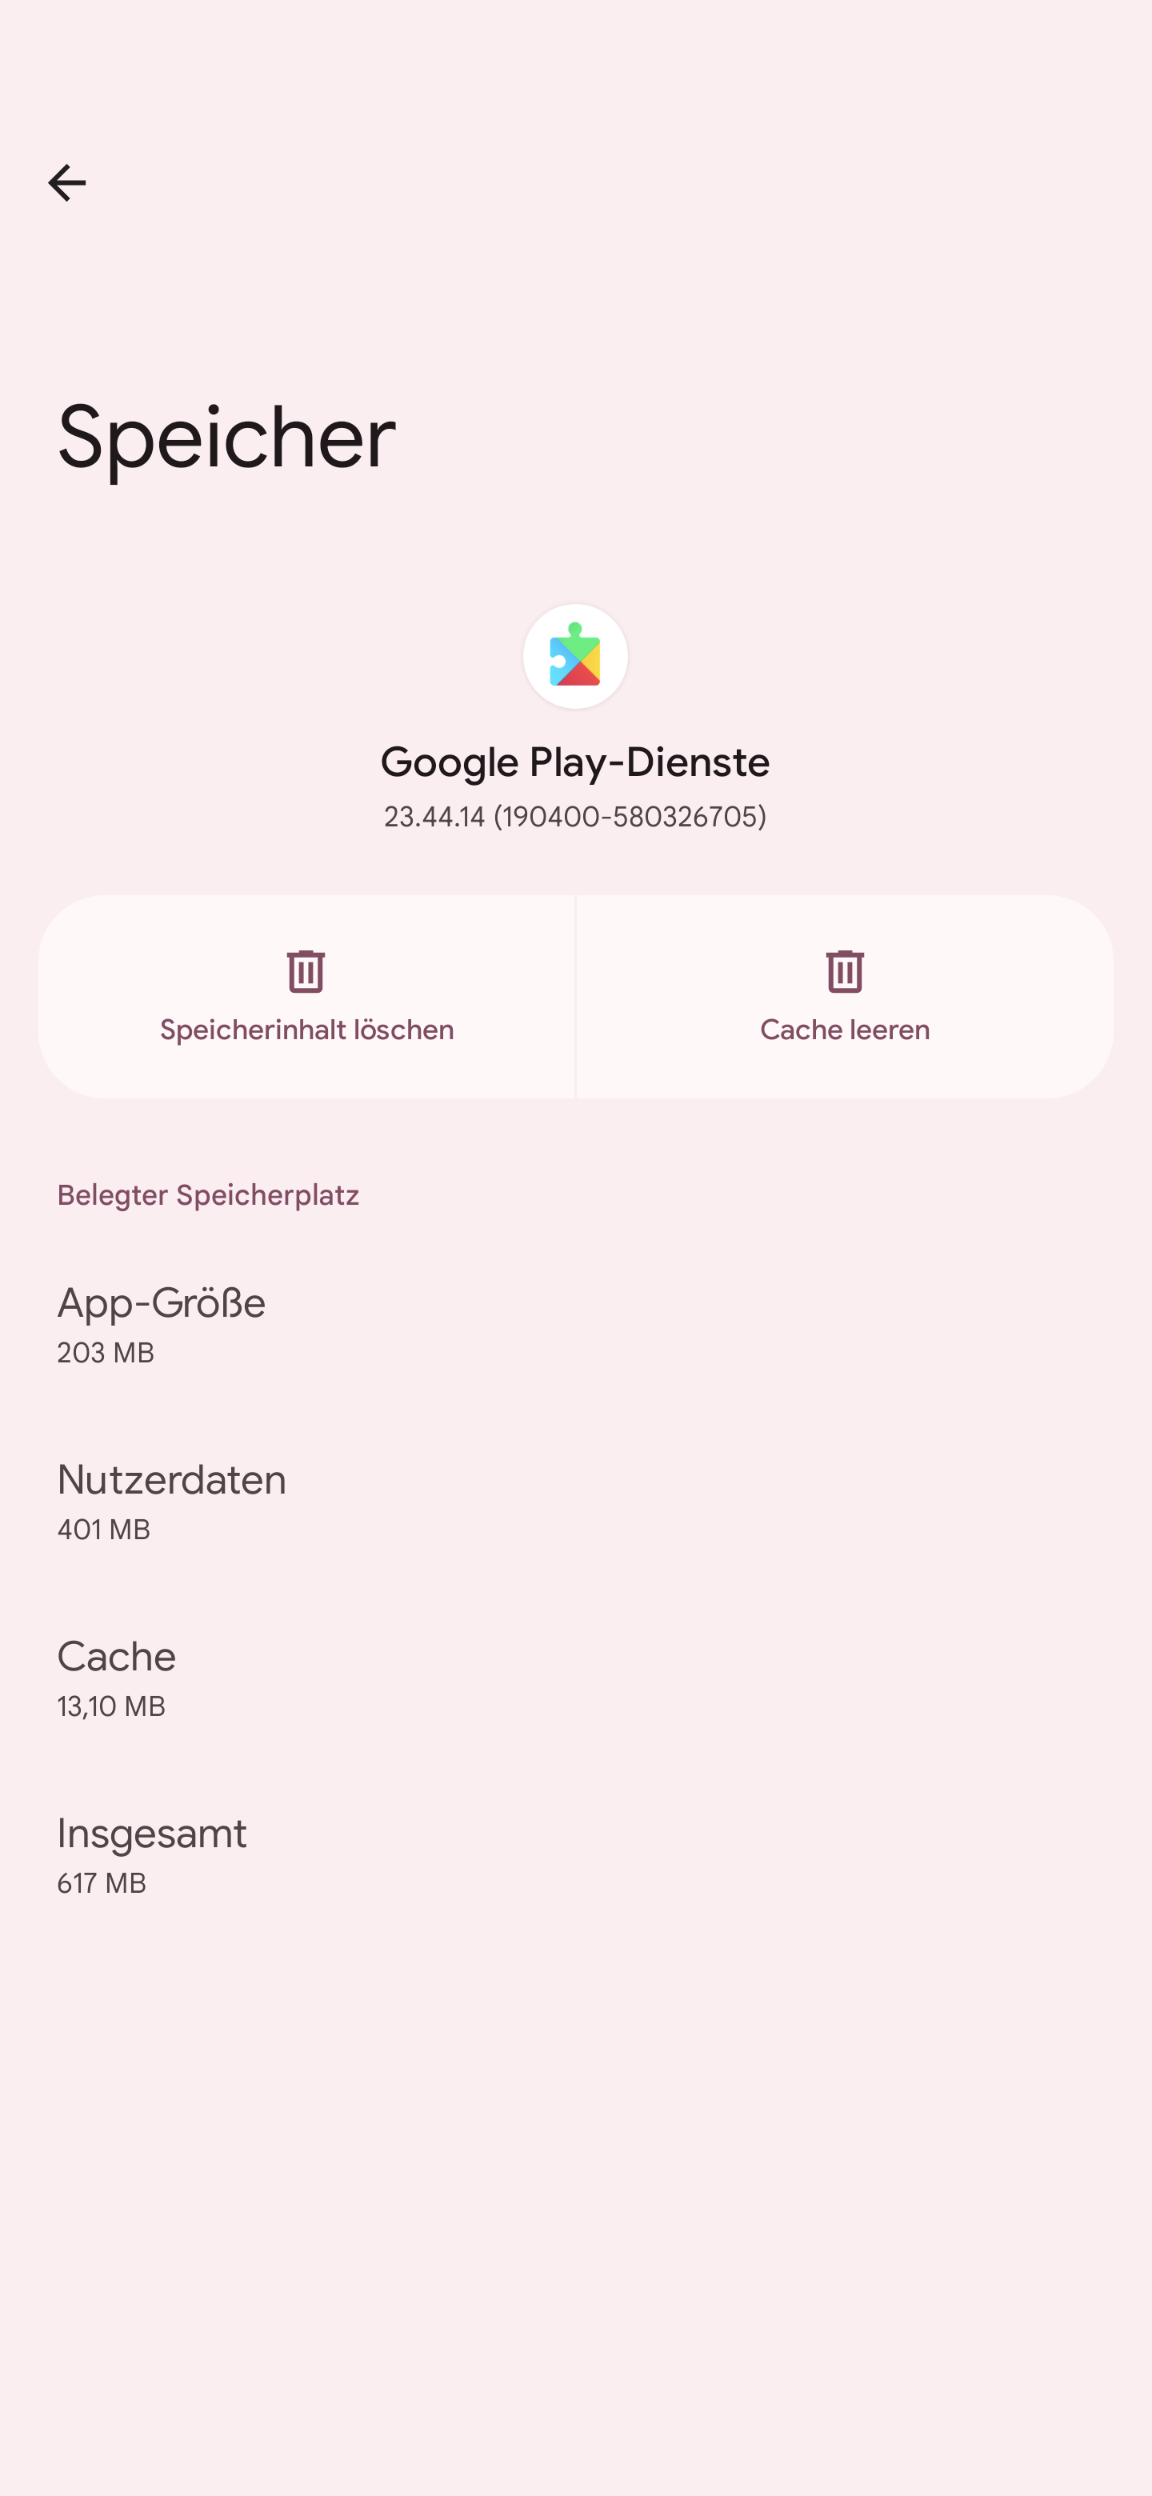 Speicher
Google Play-Dienste
23.44.14 (190400-580326705)
Speicherinhalt löschen
Cache leeren
Belegter Speicherplatz
App-Größe
203 MB
Nutzerdaten
401 MB
Cache
13,10 MB
Insgesamt
617 MB